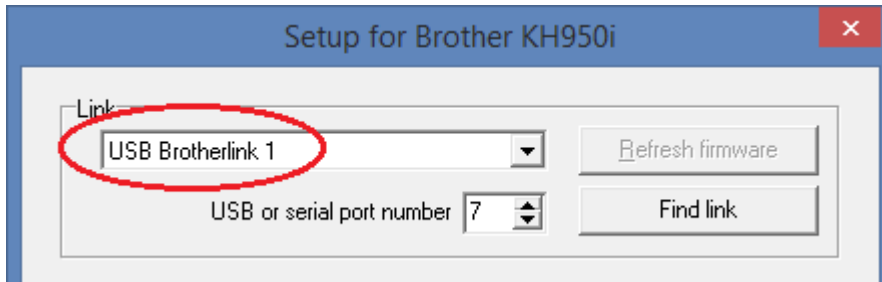 Setup for Brother KH950i
Link
USB Brotherlink 1
Refresh firmware
USB or serial port number 7
Find link